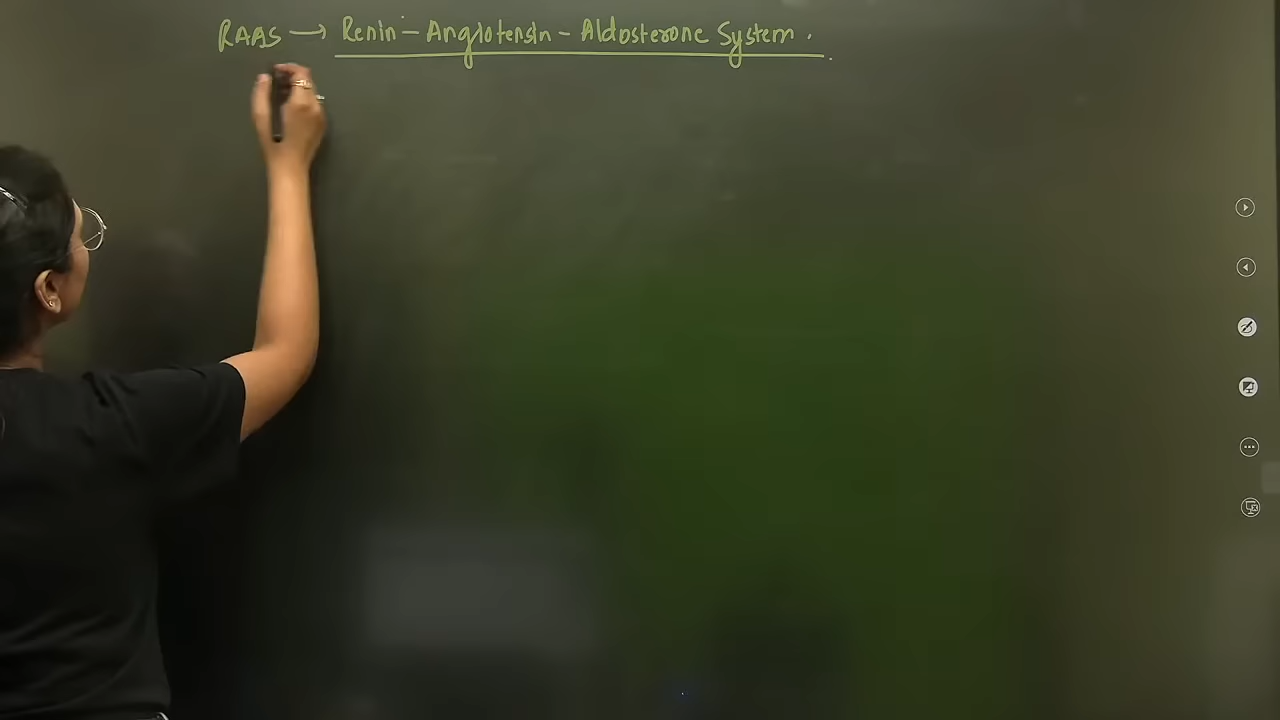 RAAS → Renin - Angiotensin - Aldosterone System .